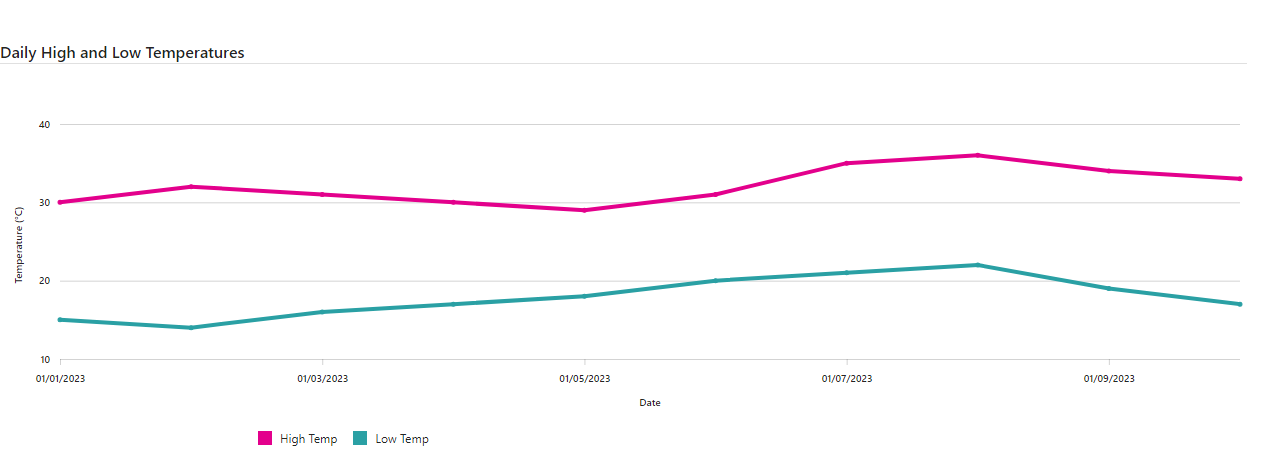 Daily High and Low Temperatures
40
30
20
10
Temperature (°C)
01/01/2023 01/03/2023 01/05/2023 01/07/2023 01/09/2023
Date
High Temp Low Temp